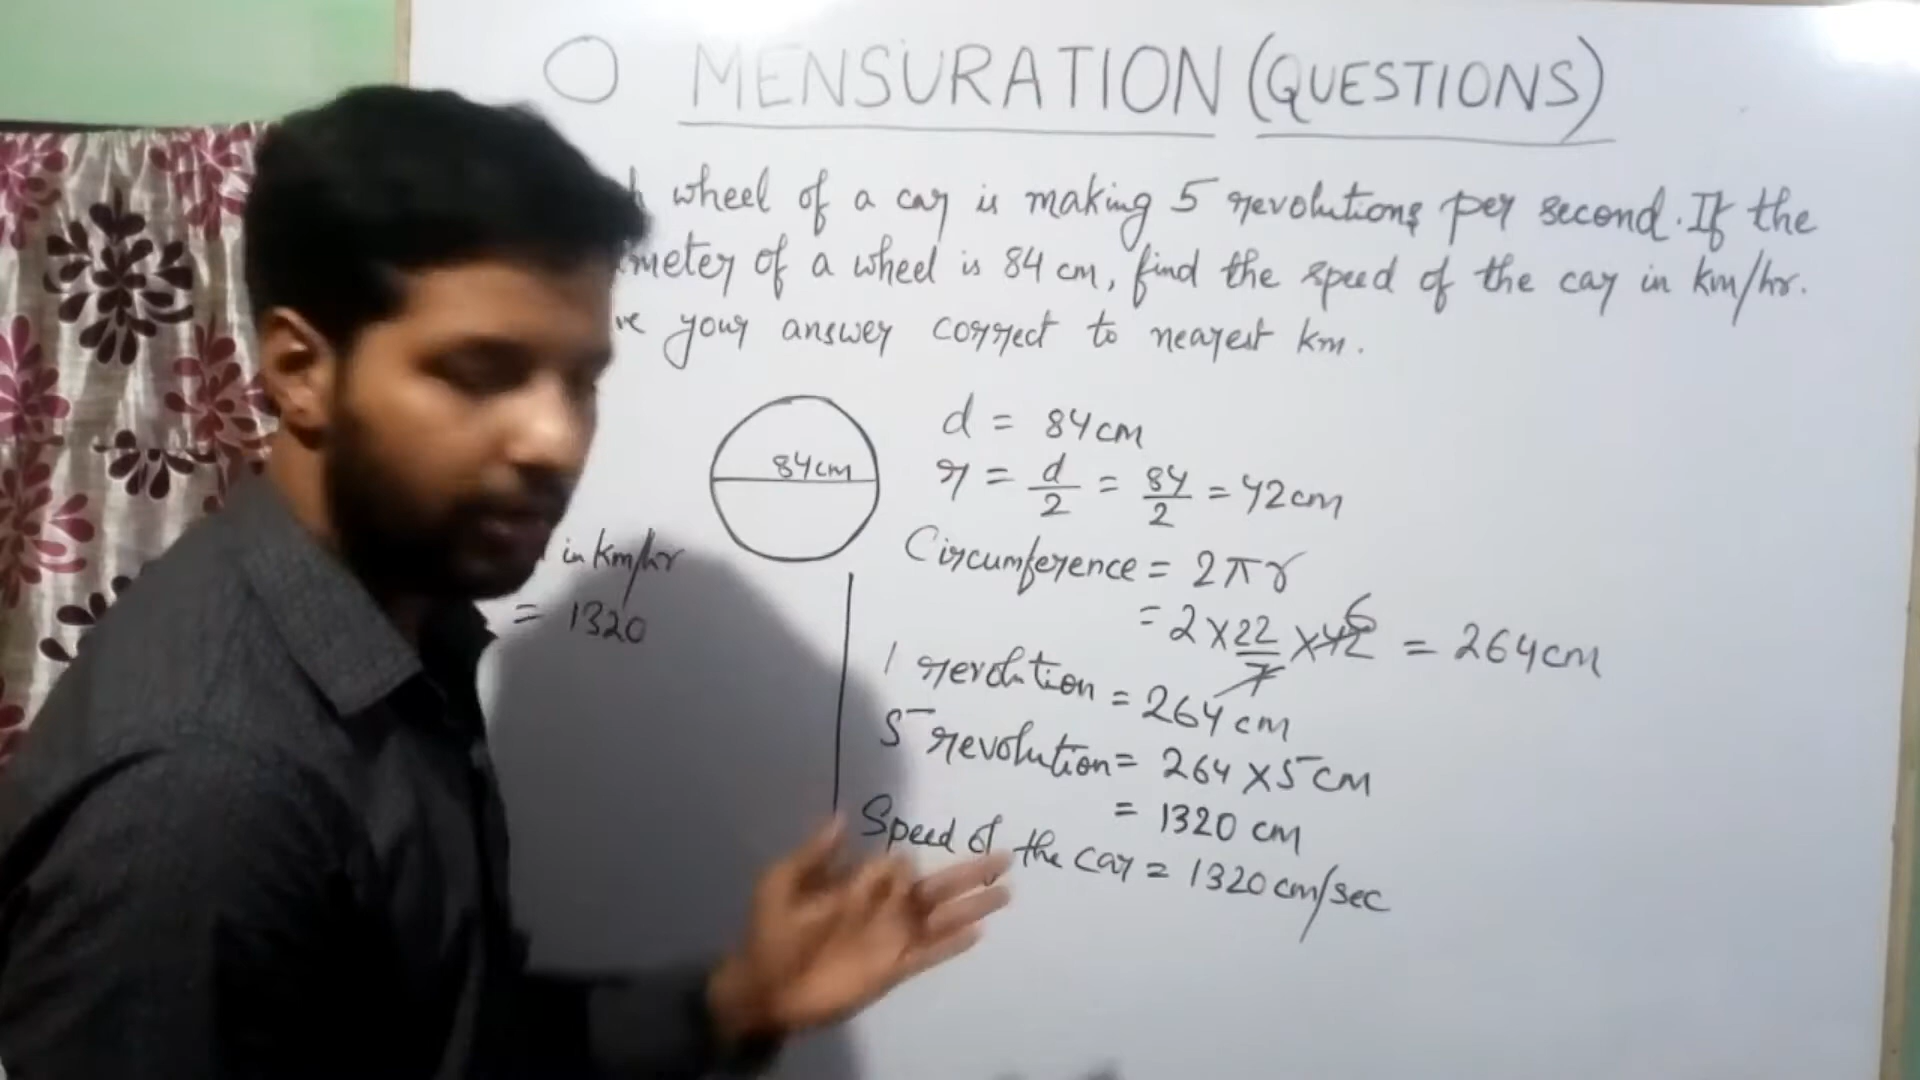 MENSURATION (QUESTIONS)
wheel of a car is making 5 revolutions per second. If the
meter of a wheel is 84 cm, find the speed of the car in km/hr.
ve your answer correct to nearest km.
84cm
d = 84cm
r = d/2 = 84/2 = 42cm
Circumference = 2πr
= 2 × 22/7 × 42 6 = 264cm
1 revolution = 264 cm
5 revolution = 264 × 5 cm
= 1320 cm
Speed of the car = 1320 cm/sec
in km/hr
= 1320